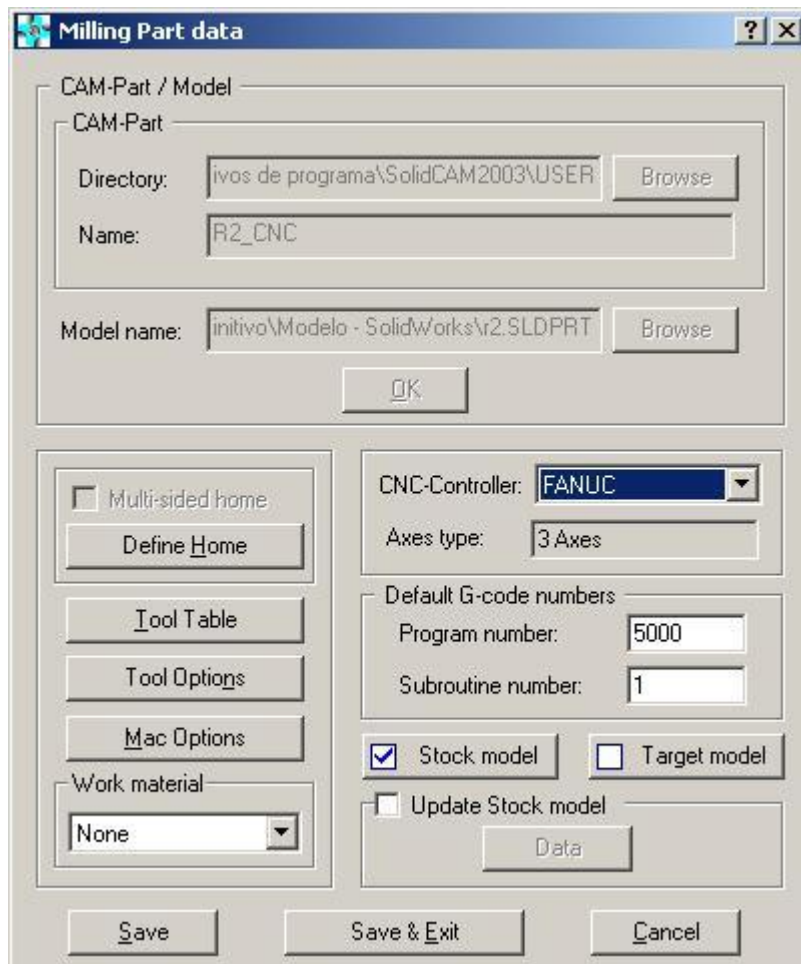 Milling Part data
CAM-Part / Model
CAM-Part
Directory: ivos de programa\SolidCAM2003\USER Browse
Name: R2_CNC
Model name: initivo\Modelo - SolidWorks\r2.SLDPRT Browse
OK
Multi-sided home
Define Home
Tool Table
Tool Options
Mac Options
Work material
None
CNC-Controller: FANUC
Axes type: 3 Axes
Default G-code numbers
Program number: 5000
Subroutine number: 1
Stock model Target model
Update Stock model
Data
Save Save & Exit Cancel